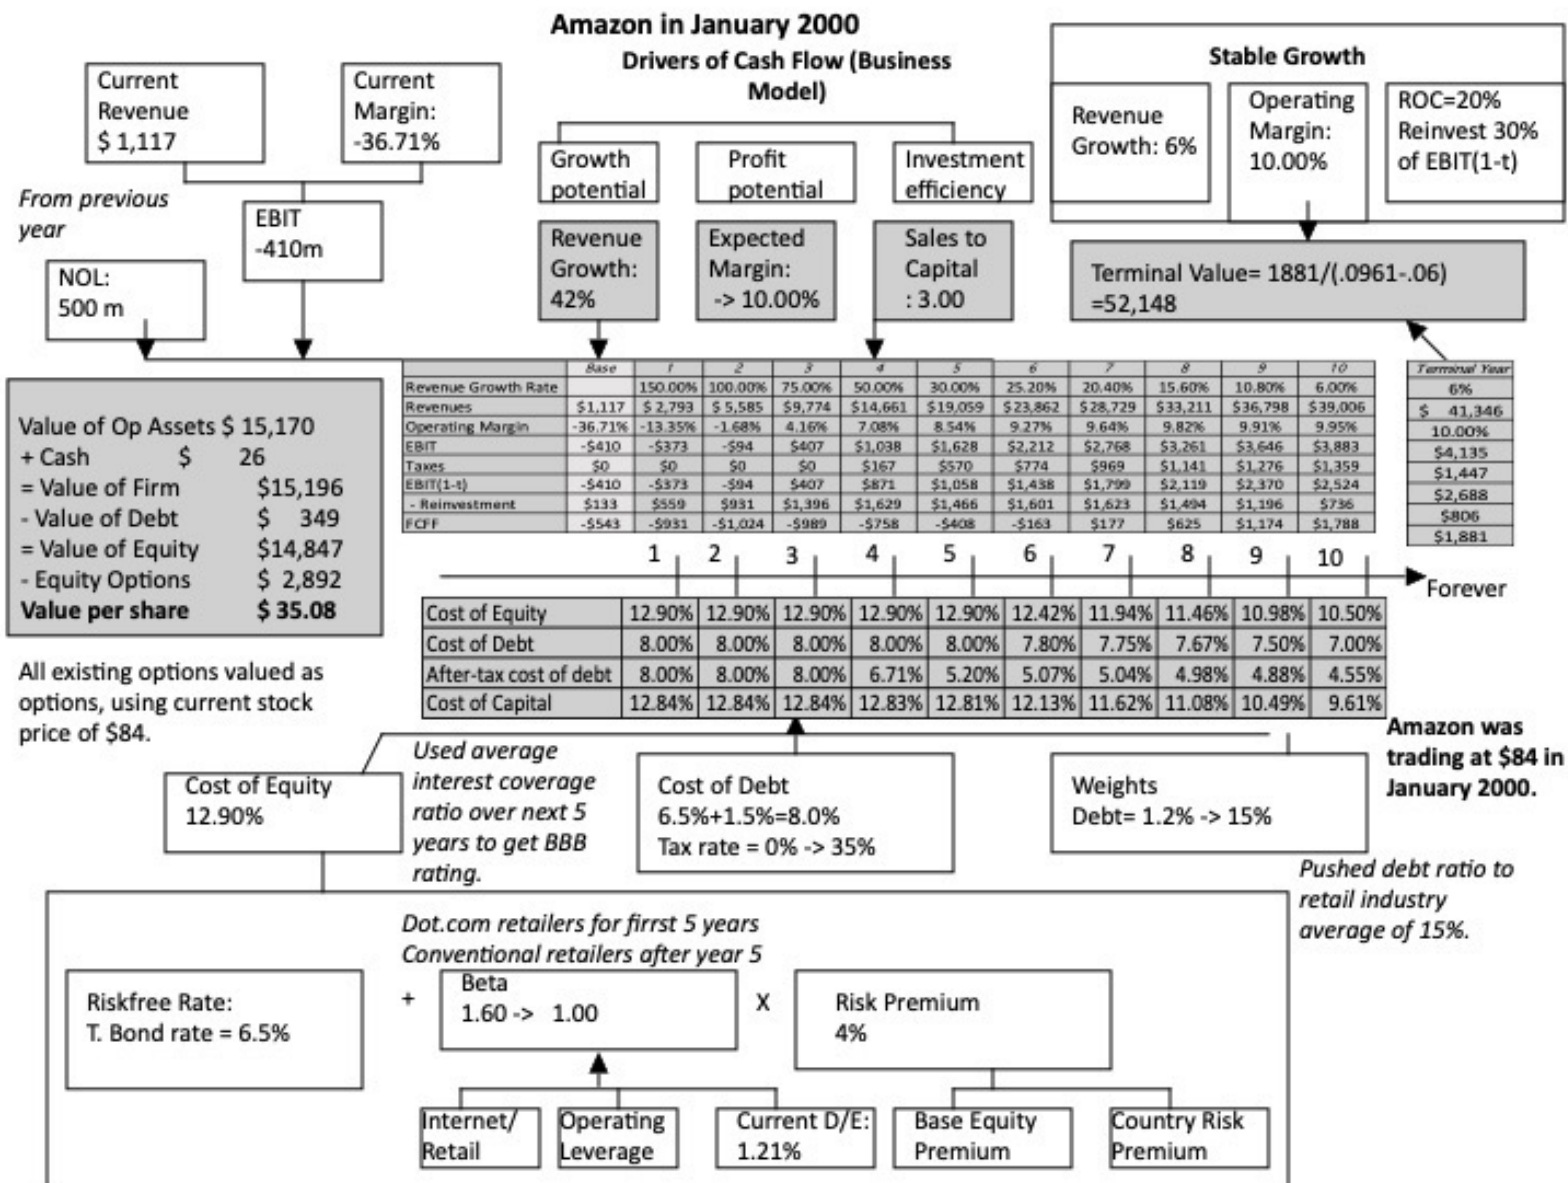 Amazon in January 2000
Drivers of Cash Flow (Business
Model)
Stable Growth
Current
Revenue
$ 1,117
Current
Margin:
-36.71%
Growth
potential
Profit
potential
Investment
efficiency
Revenue
Growth: 6%
Operating
Margin:
10.00%
ROC=20%
Reinvest 30%
of EBIT(1-t)
From previous
year
EBIT
-410m
NOL:
500 m
Revenue
Growth:
42%
Expected
Margin:
-> 10.00%
Sales to
Capital
: 3.00
Terminal Value= 1881/(.0961-.06)
=52,148
Base 1 2 3 4 5 6 7 8 9 10
Revenue Growth Rate 150.00% 100.00% 75.00% 50.00% 30.00% 25.20% 20.40% 15.60% 10.80% 6.00%
Revenues $1,117 $ 2,793 $ 5,585 $9,774 $14,661 $19,059 $23,862 $28,729 $33,211 $36,798 $39,006
Operating Margin -36.71% -13.35% -1.68% 4.16% 7.08% 8.54% 9.27% 9.64% 9.82% 9.91% 9.95%
EBIT -$410 -$373 -$94 $407 $1,038 $1,628 $2,212 $2,768 $3,261 $3,646 $3,883
Taxes $0 $0 $0 $0 $167 $570 $774 $969 $1,141 $1,276 $1,359
EBIT(1-t) -$410 -$373 -$94 $407 $871 $1,058 $1,438 $1,799 $2,119 $2,370 $2,524
- Reinvestment $133 $559 $931 $1,396 $1,629 $1,466 $1,601 $1,623 $1,494 $1,196 $736
FCFF -$543 -$931 -$1,024 -$989 -$758 -$408 -$163 $177 $625 $1,174 $1,788
Terminal Year
6%
$ 41,346
10.00%
$4,135
$1,447
$2,688
$806
$1,881
Value of Op Assets $ 15,170
+ Cash $ 26
= Value of Firm $15,196
- Value of Debt $ 349
= Value of Equity $14,847
- Equity Options $ 2,892
Value per share $ 35.08
1 2 3 4 5 6 7 8 9 10
Forever
Cost of Equity 12.90% 12.90% 12.90% 12.90% 12.90% 12.42% 11.94% 11.46% 10.98% 10.50%
Cost of Debt 8.00% 8.00% 8.00% 8.00% 8.00% 7.80% 7.75% 7.67% 7.50% 7.00%
After-tax cost of debt 8.00% 8.00% 8.00% 6.71% 5.20% 5.07% 5.04% 4.98% 4.88% 4.55%
Cost of Capital 12.84% 12.84% 12.84% 12.83% 12.81% 12.13% 11.62% 11.08% 10.49% 9.61%
All existing options valued as
options, using current stock
price of $84.
Amazon was
trading at $84 in
January 2000.
Cost of Equity
12.90%
Used average
interest coverage
ratio over next 5
years to get BBB
rating.
Cost of Debt
6.5%+1.5%=8.0%
Tax rate = 0% -> 35%
Weights
Debt= 1.2% -> 15%
Pushed debt ratio to
retail industry
average of 15%.
Dot.com retailers for firrst 5 years
Conventional retailers after year 5
Riskfree Rate:
T. Bond rate = 6.5%
+
Beta
1.60 -> 1.00
X
Risk Premium
4%
Internet/
Retail
Operating
Leverage
Current D/E:
1.21%
Base Equity
Premium
Country Risk
Premium